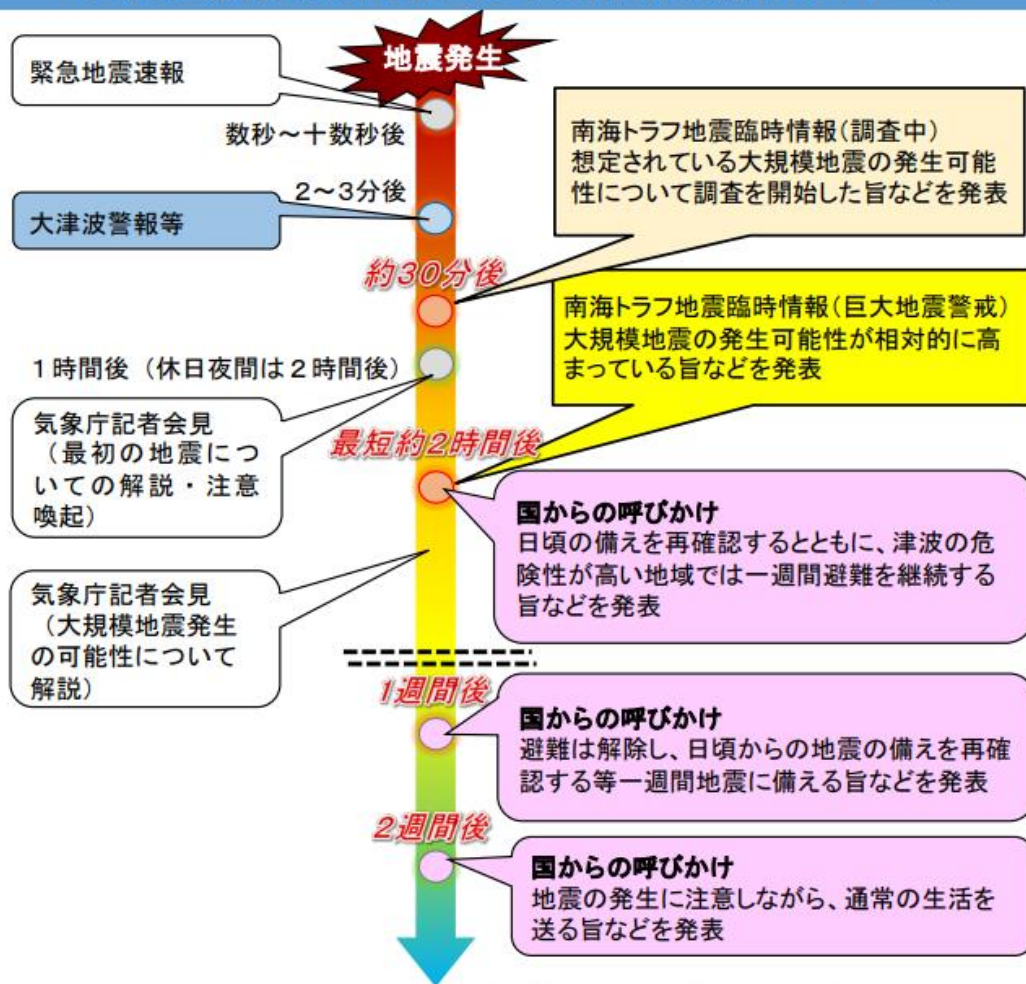 地震発生
緊急地震速報
数秒～十数秒後
南海トラフ地震臨時情報（調査中）
想定されている大規模地震の発生可能
性について調査を開始した旨などを発表
2～3分後
大津波警報等
約30分後
南海トラフ地震臨時情報（巨大地震警戒）
大規模地震の発生可能性が相対的に高
まっている旨などを発表
１時間後（休日夜間は２時間後）
気象庁記者会見
（最初の地震につ
いての解説・注意
喚起）
最短約２時間後
国からの呼びかけ
日頃の備えを再確認するとともに、津波の危
険性が高い地域では一週間避難を継続する
旨などを発表
気象庁記者会見
（大規模地震発生
の可能性について
解説）
1週間後
国からの呼びかけ
避難は解除し、日頃からの地震の備えを再確
認する等一週間地震に備える旨などを発表
2週間後
国からの呼びかけ
地震の発生に注意しながら、通常の生活を
送る旨などを発表